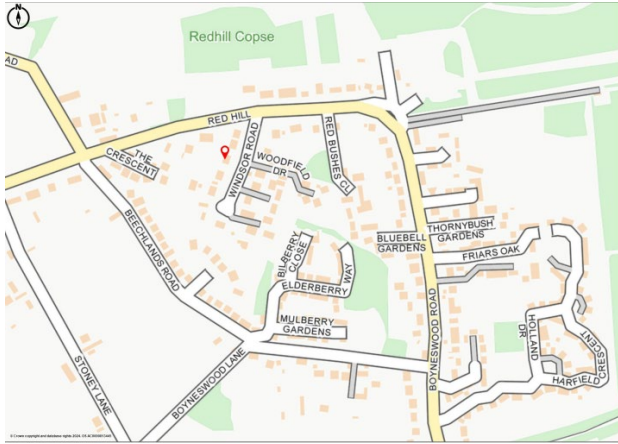 N
Redhill Copse
AD
RED HILL
THE
CRESCENT
WINDSOR ROAD
WOODFIELD
DR
RED BUSHES CL
BEECHLANDS ROAD
BLUEBELL
GARDENS
THORNYBUSH
GARDENS
FRIARS OAK
BILBERRY
CLOSE
ELDERBERRY
WAY
MULBERRY
GARDENS
BOYNESWOOD ROAD
HOLLAND
DR
HARFIELD
CRESCENT
STONEY LANE
BOYNESWOOD LANE